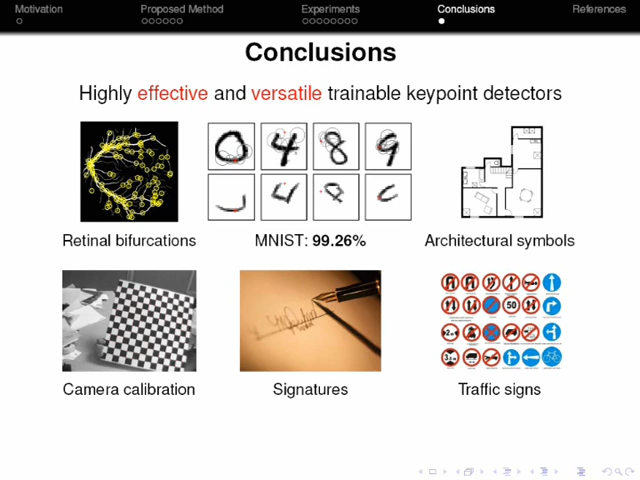 Motivation Proposed Method Experiments Conclusions References
Conclusions
Highly effective and versatile trainable keypoint detectors
Retinal bifurcations MNIST: 99.26% Architectural symbols
50
Camera calibration Signatures Traffic signs